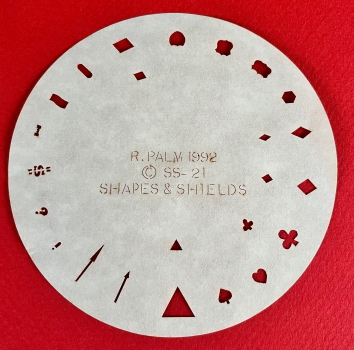 R. PALM 1992
© SS-21
SHAPES & SHIELDS
$
?
!